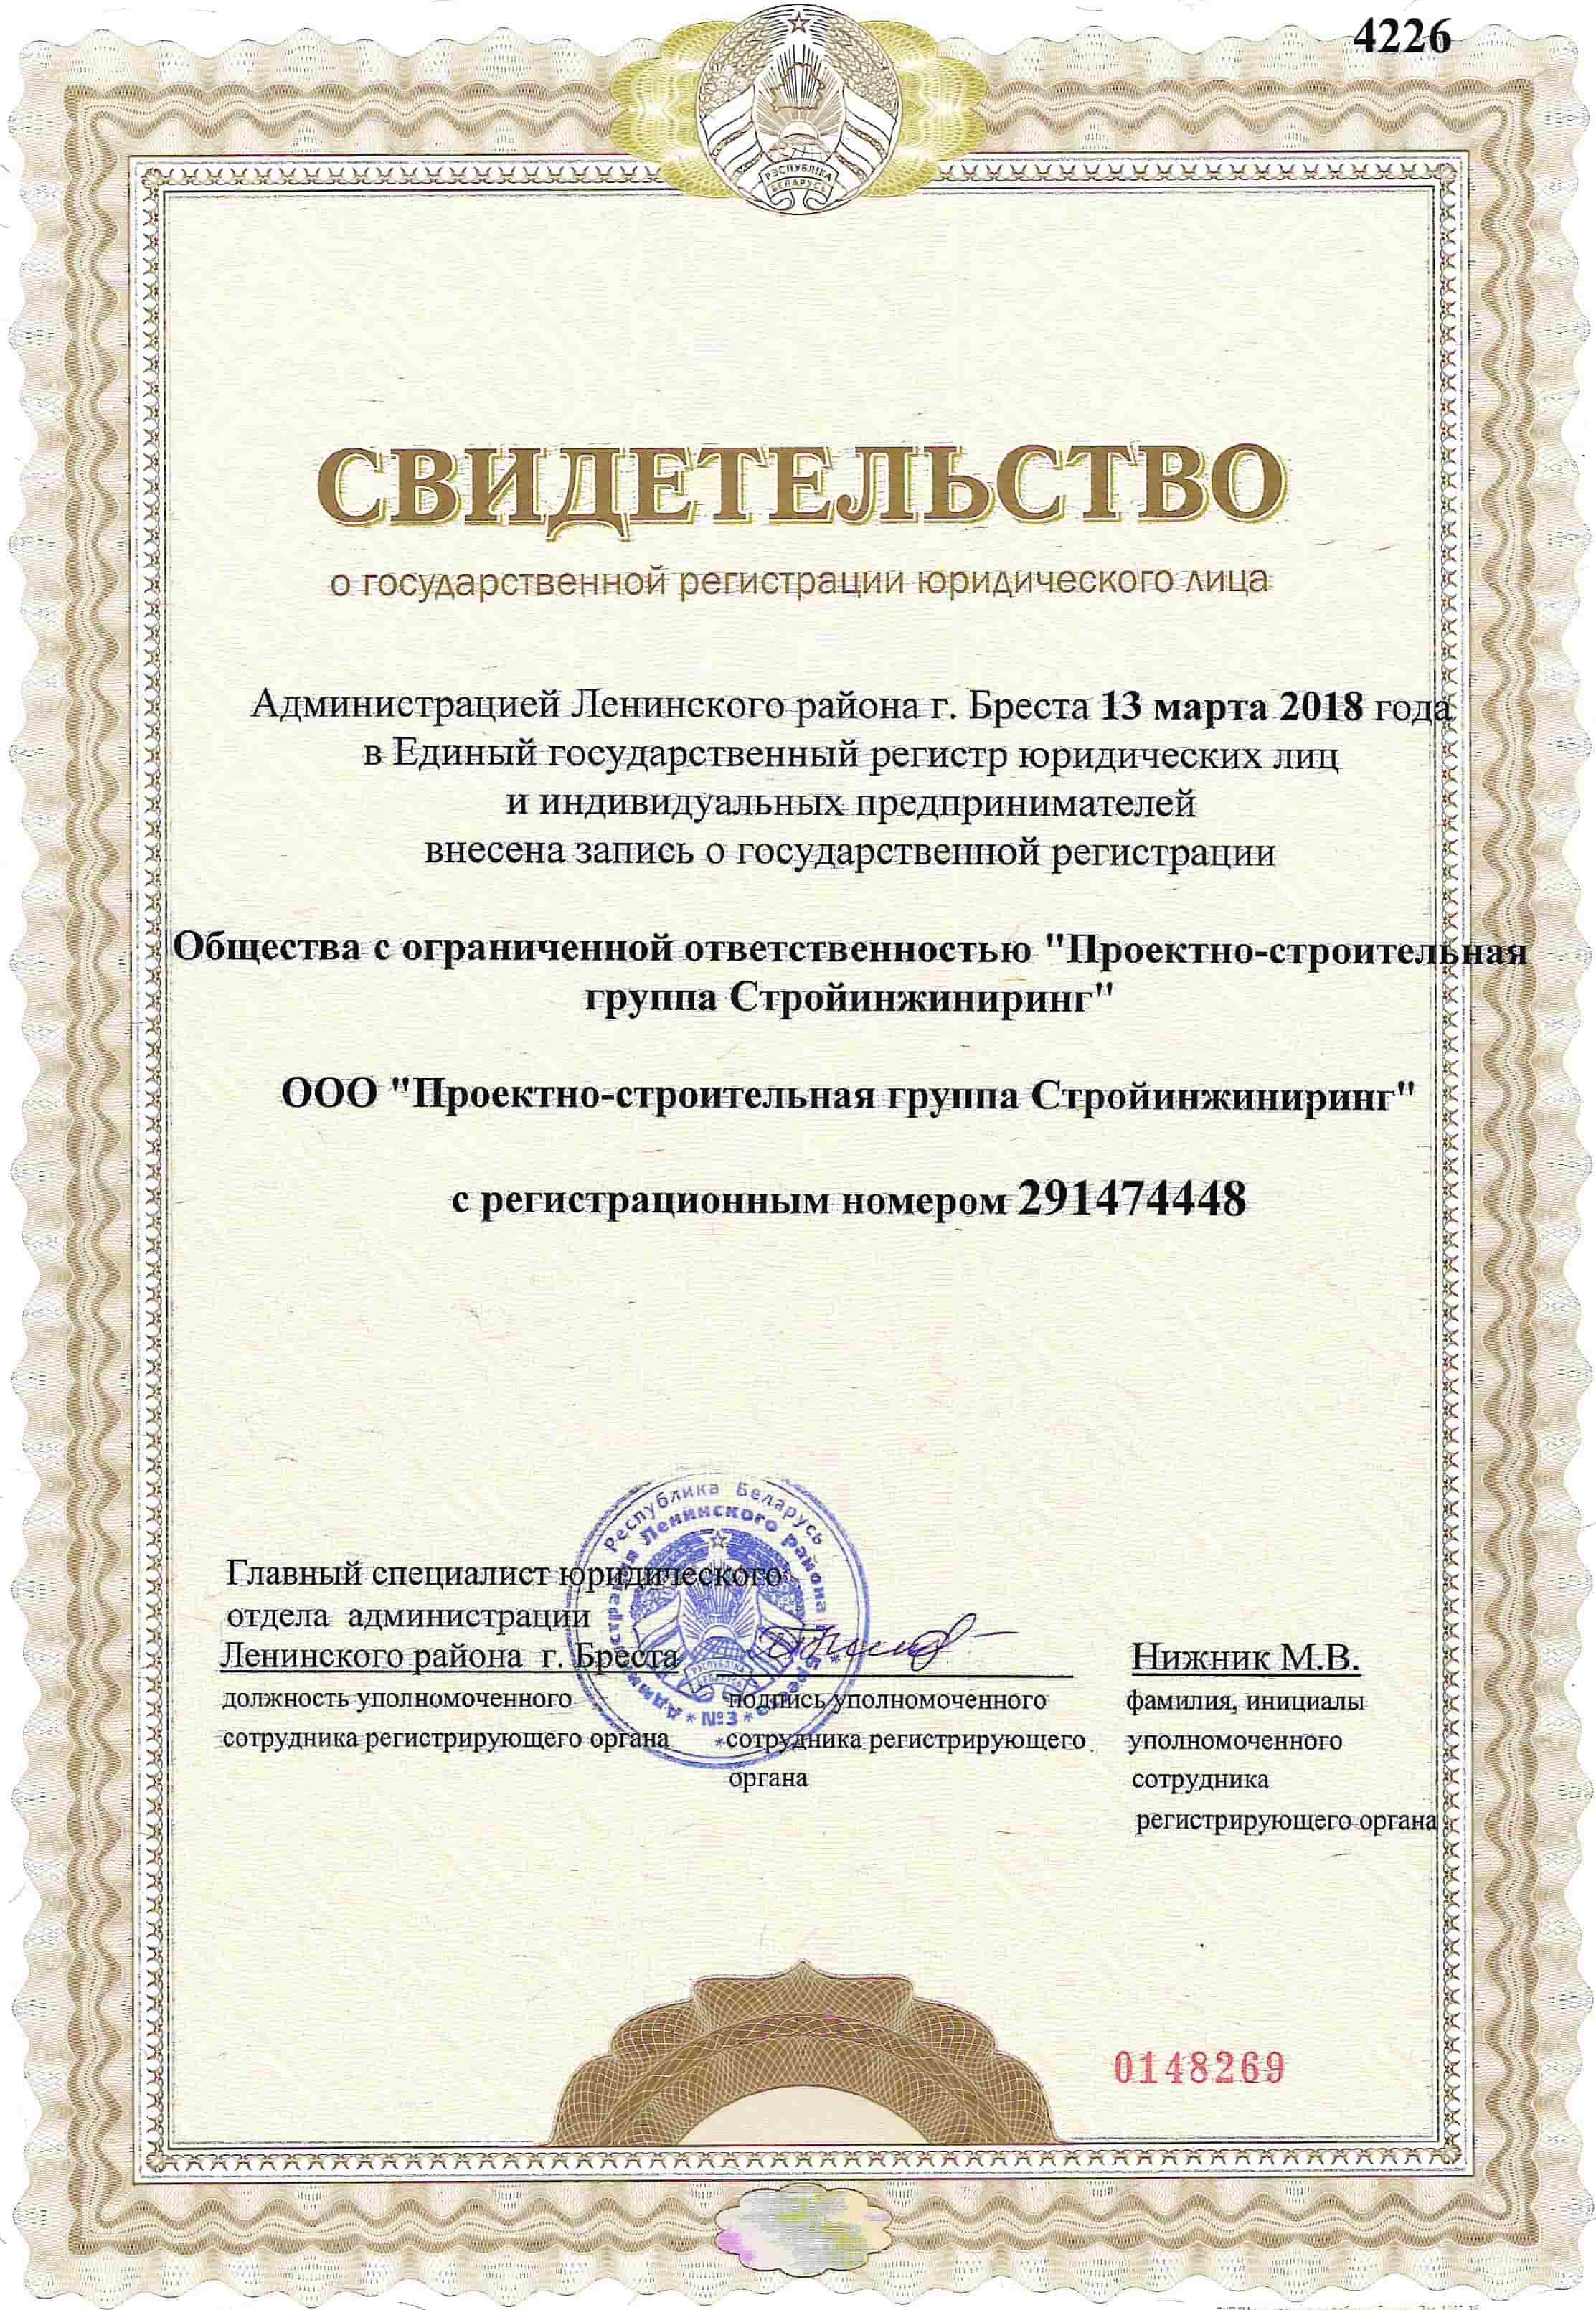 4226
РЭСПУБЛІКА
БЕЛАРУСЬ
СВИДЕТЕЛЬСТВО
о государственной регистрации юридического лица
Администрацией Ленинского района г. Бреста 13 марта 2018 года
в Единый государственный регистр юридических лиц
и индивидуальных предпринимателей
внесена запись о государственной регистрации
Общества с ограниченной ответственностью "Проектно-строительная
группа Стройинжиниринг"
ООО "Проектно-строительная группа Стройинжиниринг"
с регистрационным номером 291474448
Республика Беларусь
Администрация Ленинского района г. Бреста
* №3 *
Главный специалист юридического
отдела администрации
Ленинского района г. Бреста
Нижник М.В.
должность уполномоченного
сотрудника регистрирующего органа
подпись уполномоченного
сотрудника регистрирующего
органа
фамилия, инициалы
уполномоченного
сотрудника
регистрирующего органа
0148269